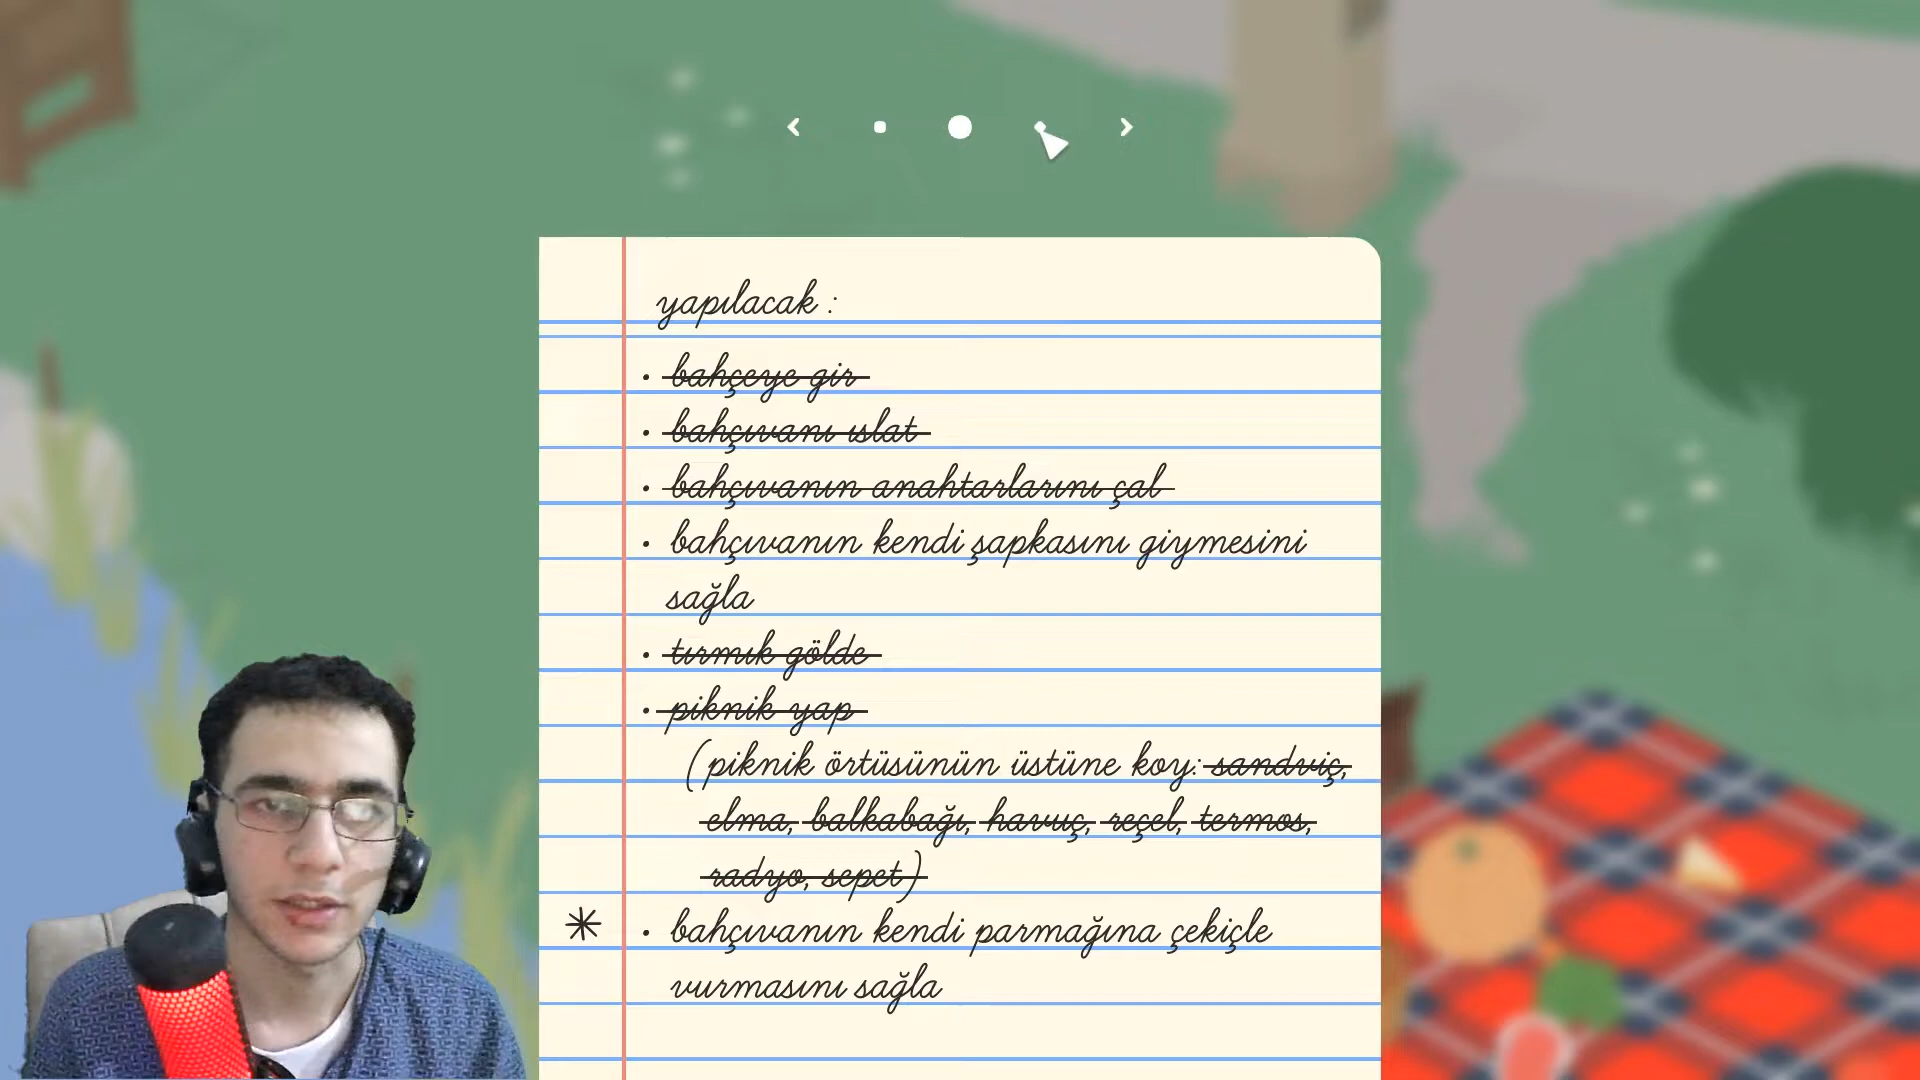 yapılacak :
• bahçeye gir
• bahçıvanı ıslat
• bahçıvanın anahtarlarını çal
• bahçıvanın kendi şapkasını giymesini
sağla
• tırmık gölde
• piknik yap
(piknik örtüsünün üstüne koy: sandviç,
elma, balkabağı, havuç, reçel, termos,
radyo, sepet)
• bahçıvanın kendi parmağına çekiçle
vurmasını sağla